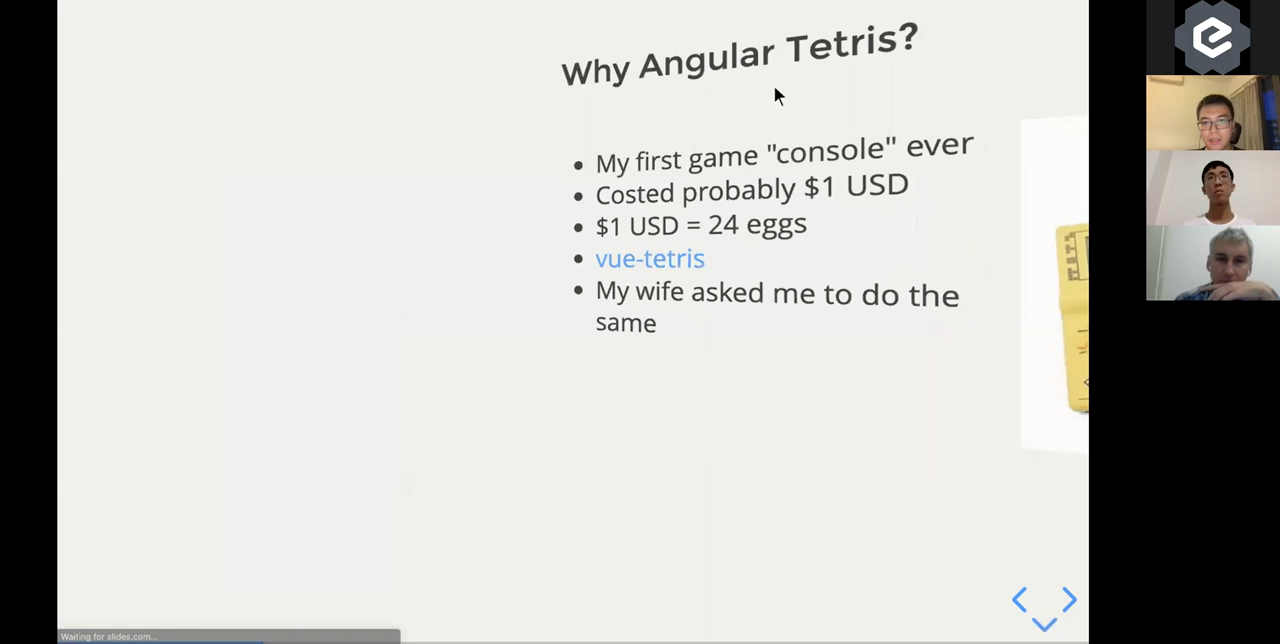 Why Angular Tetris?
My first game "console" ever
Costed probably $1 USD
$1 USD = 24 eggs
vue-tetris
My wife asked me to do the
same
Waiting for slides.com...